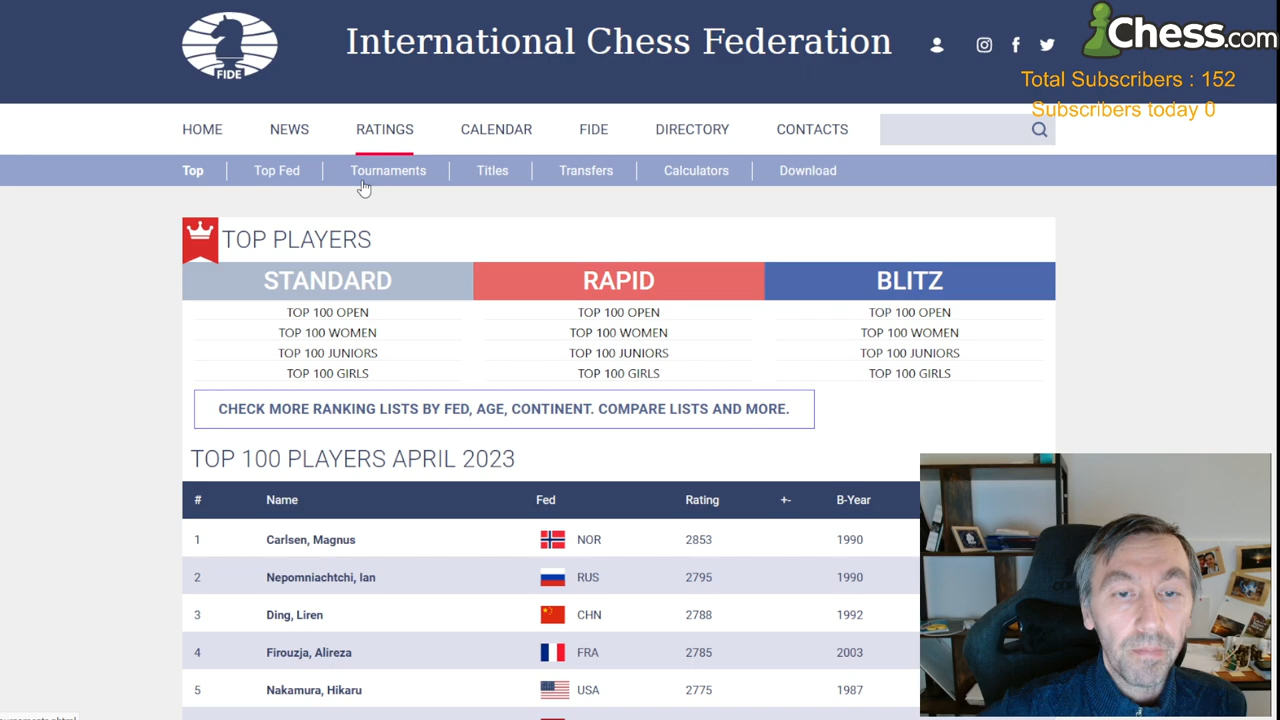 FIDE
International Chess Federation
Chess.com
Total Subscribers : 152
Subscribers today 0
HOME NEWS RATINGS CALENDAR FIDE DIRECTORY CONTACTS
Top Top Fed Tournaments Titles Transfers Calculators Download
TOP PLAYERS
STANDARD RAPID BLITZ
TOP 100 OPEN TOP 100 OPEN TOP 100 OPEN
TOP 100 WOMEN TOP 100 WOMEN TOP 100 WOMEN
TOP 100 JUNIORS TOP 100 JUNIORS TOP 100 JUNIORS
TOP 100 GIRLS TOP 100 GIRLS TOP 100 GIRLS
CHECK MORE RANKING LISTS BY FED, AGE, CONTINENT. COMPARE LISTS AND MORE.
TOP 100 PLAYERS APRIL 2023
# Name Fed Rating +- B-Year
1 Carlsen, Magnus NOR 2853 1990
2 Nepomniachtchi, Ian RUS 2795 1990
3 Ding, Liren CHN 2788 1992
4 Firouzja, Alireza FRA 2785 2003
5 Nakamura, Hikaru USA 2775 1987